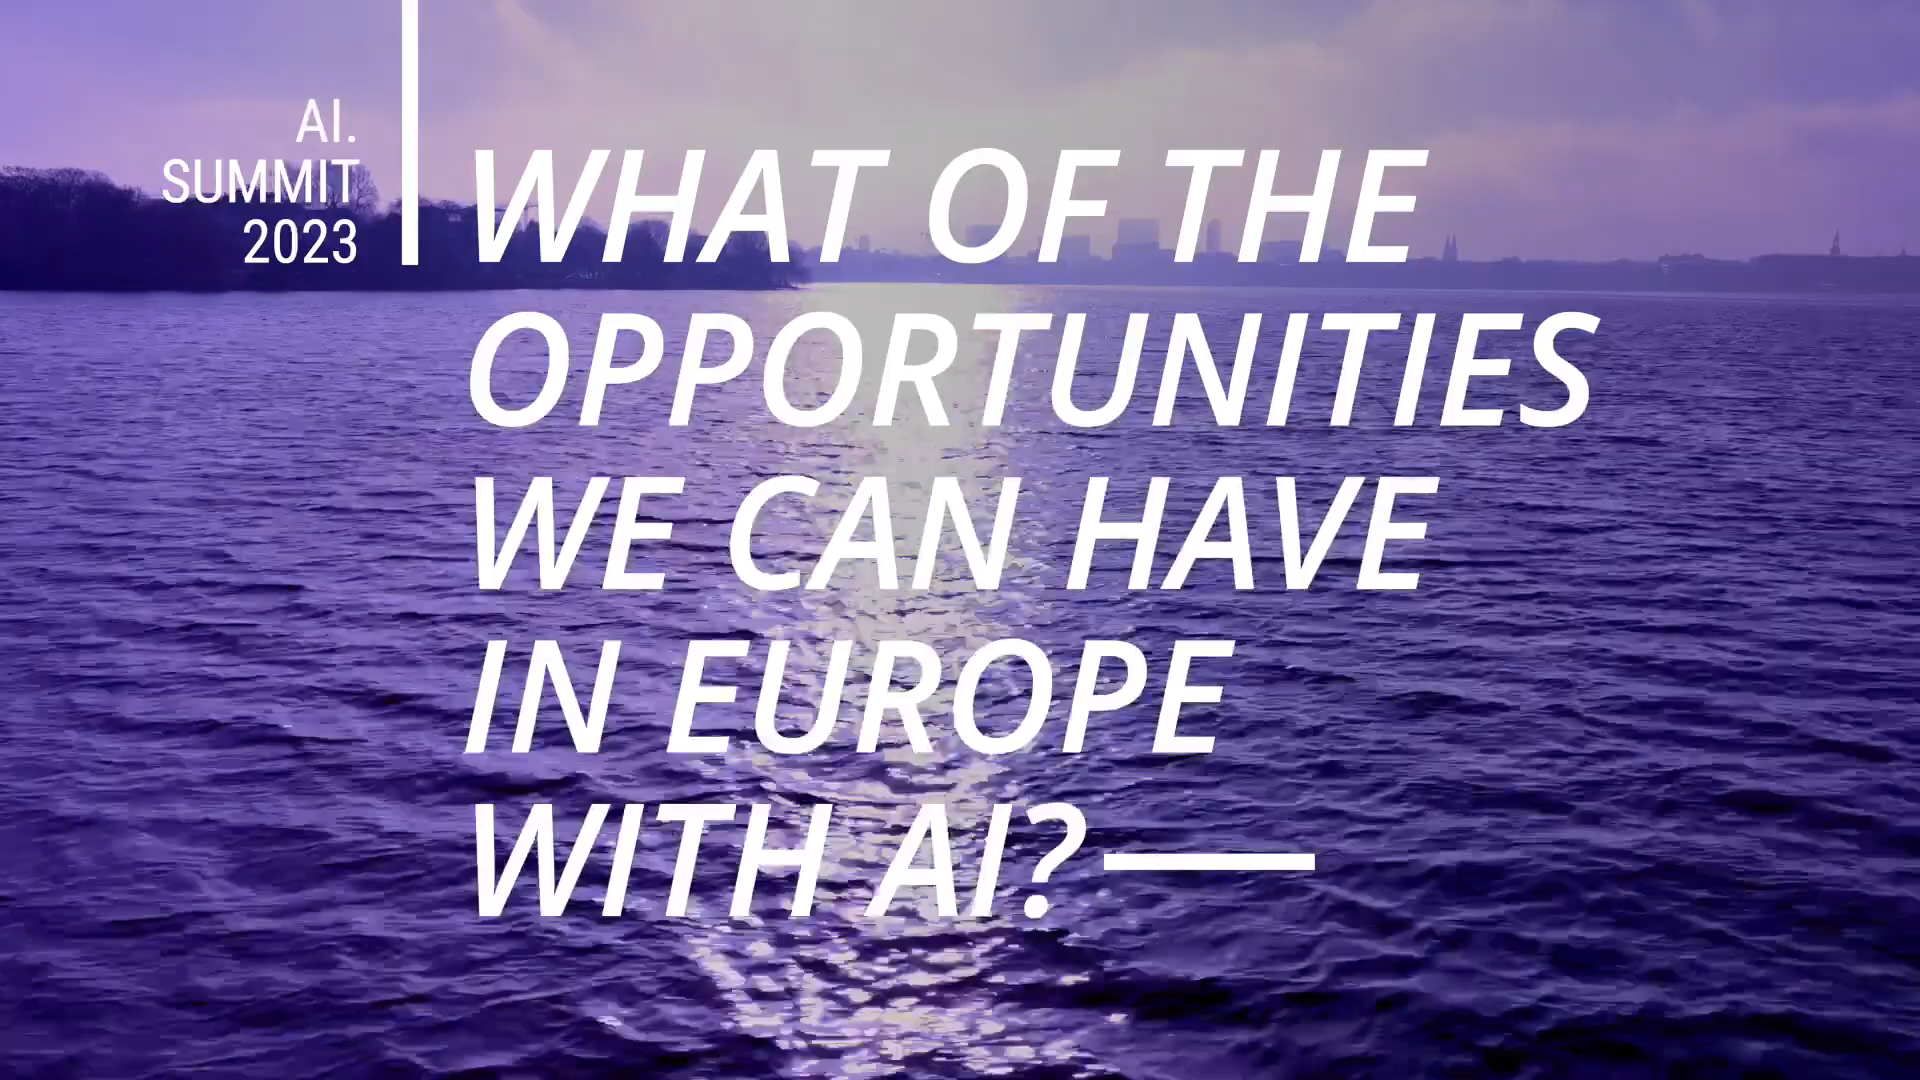 AI.
SUMMIT
2023
WHAT OF THE
OPPORTUNITIES
WE CAN HAVE
IN EUROPE
WITH AI?